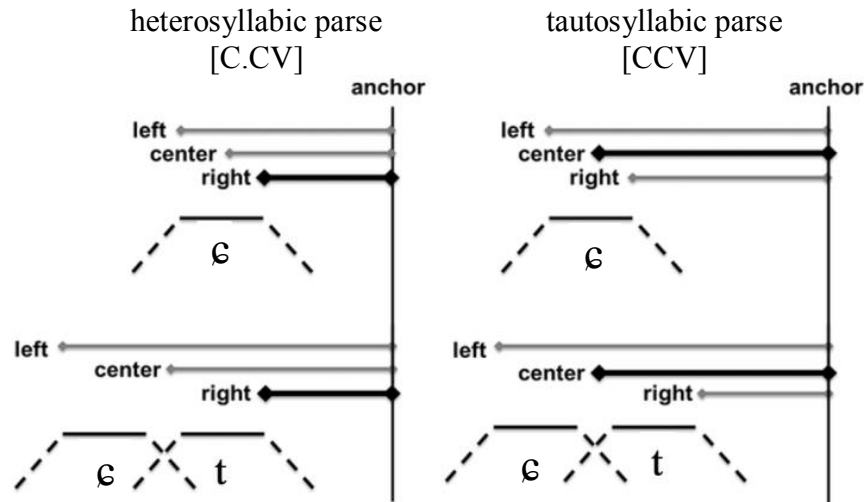 heterosyllabic parse
[C.CV]
anchor
left
center
right
ɕ
left
center
right
ɕ t
tautosyllabic parse
[CCV]
anchor
left
center
right
ɕ
left
center
right
ɕ t